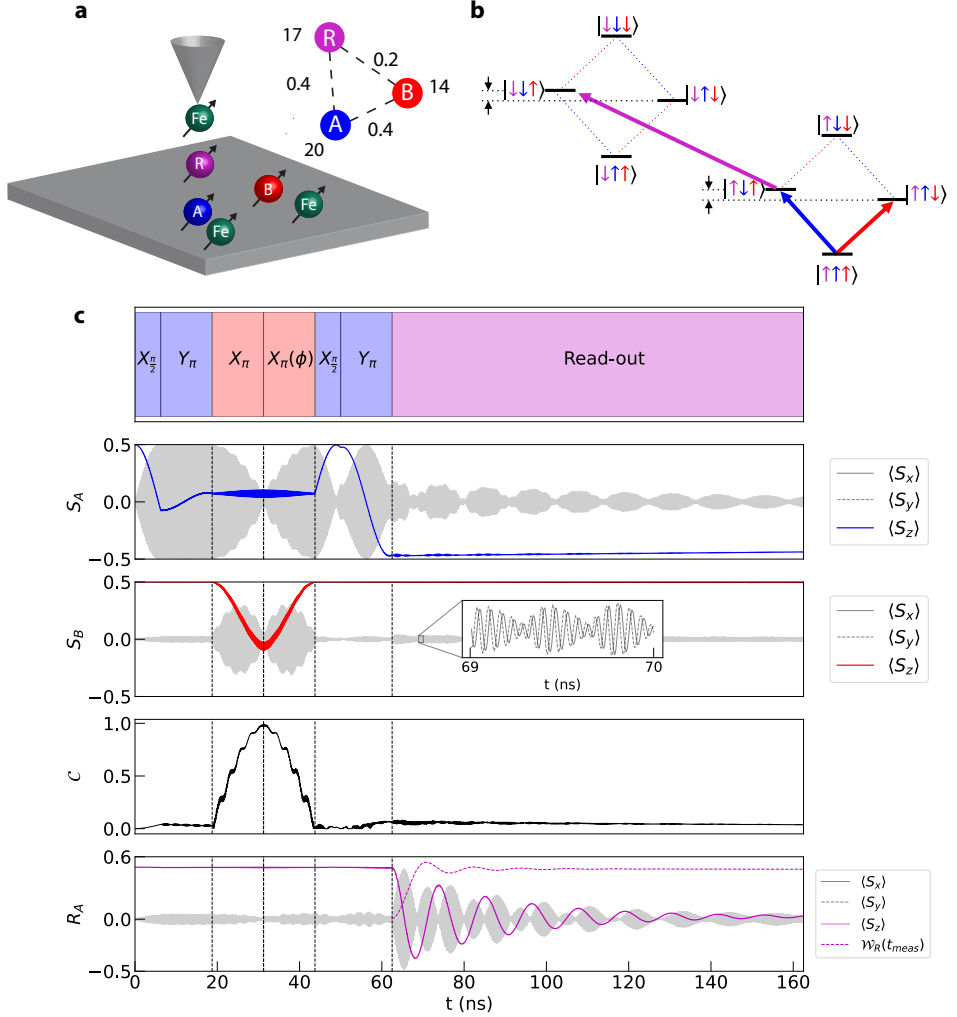 a
b
Fe
R
A
B
Fe
Fe
17
R
0.2
0.4
B
14
A
0.4
20
|↓↓↓⟩
|↓↓↑⟩
|↓↑↓⟩
|↓↑↑⟩
|↑↓↓⟩
|↑↓↑⟩
|↑↑↓⟩
|↑↑↑⟩
c
X_{π/2} Y_π X_π X_π(ϕ) X_{π/2} Y_π Read-out
0.5
0.0
−0.5
S_A
⟨S_x⟩
⟨S_y⟩
⟨S_z⟩
0.5
0.0
−0.5
S_B
69 70
t (ns)
⟨S_x⟩
⟨S_y⟩
⟨S_z⟩
1.0
0.5
0.0
C
0.6
0.0
−0.5
R_A
⟨S_x⟩
⟨S_y⟩
⟨S_z⟩
W_R(t_{meas})
0 20 40 60 80 100 120 140 160
t (ns)